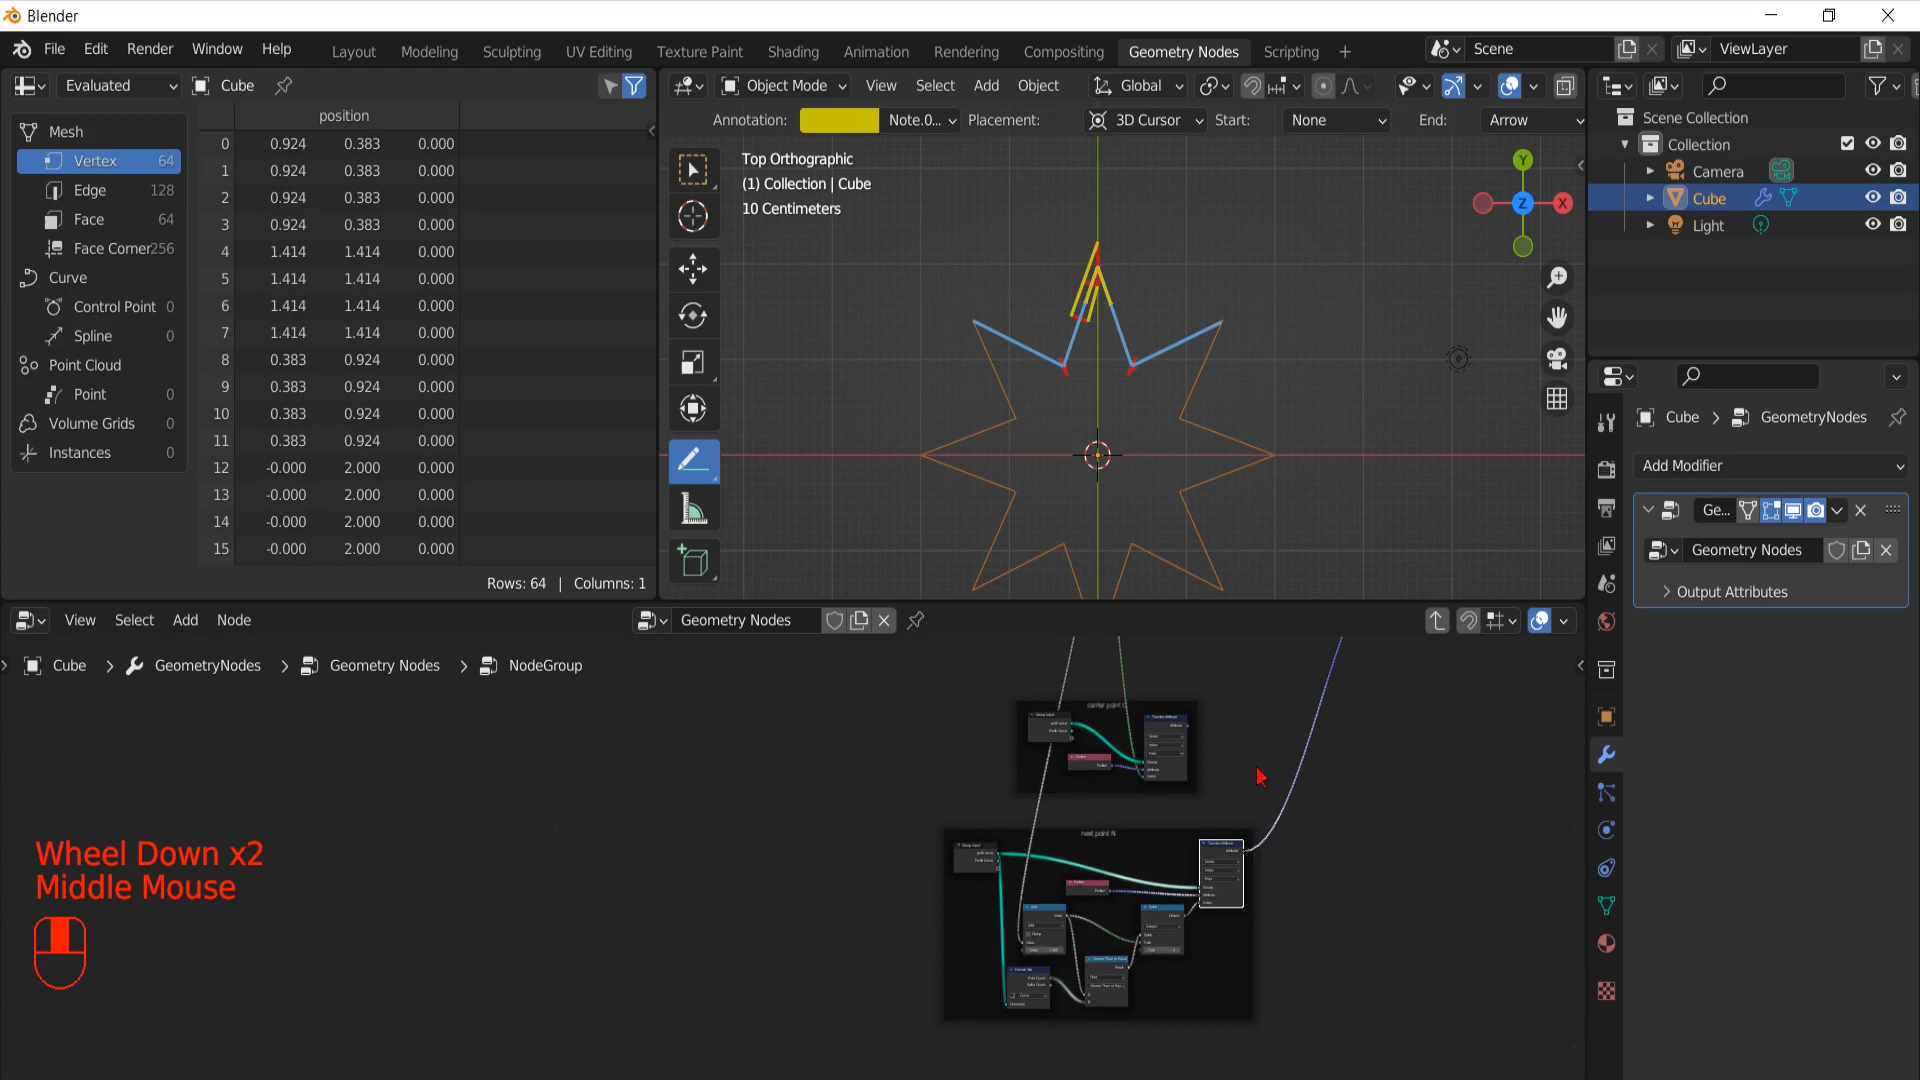 Blender
File Edit Render Window Help Layout Modeling Sculpting UV Editing Texture Paint Shading Animation Rendering Compositing Geometry Nodes Scripting + Scene ViewLayer
Evaluated Cube
Object Mode View Select Add Object Global
position
Annotation: Note.0... Placement: 3D Cursor Start: None End: Arrow
Scene Collection
Collection
Camera
Cube
Light
Mesh
Vertex 64
Edge 128
Face 64
Face Corner 256
Curve
Control Point 0
Spline 0
Point Cloud
Point 0
Volume Grids 0
Instances 0
0 0.924 0.383 0.000
1 0.924 0.383 0.000
2 0.924 0.383 0.000
3 0.924 0.383 0.000
4 1.414 1.414 0.000
5 1.414 1.414 0.000
6 1.414 1.414 0.000
7 1.414 1.414 0.000
8 0.383 0.924 0.000
9 0.383 0.924 0.000
10 0.383 0.924 0.000
11 0.383 0.924 0.000
12 -0.000 2.000 0.000
13 -0.000 2.000 0.000
14 -0.000 2.000 0.000
15 -0.000 2.000 0.000
Rows: 64 | Columns: 1
Top Orthographic
(1) Collection | Cube
10 Centimeters
Y
Z
X
Cube > GeometryNodes
Add Modifier
Ge...
Geometry Nodes
Output Attributes
View Select Add Node Geometry Nodes
Cube > GeometryNodes > Geometry Nodes > NodeGroup
next point N
Wheel Down x2
Middle Mouse